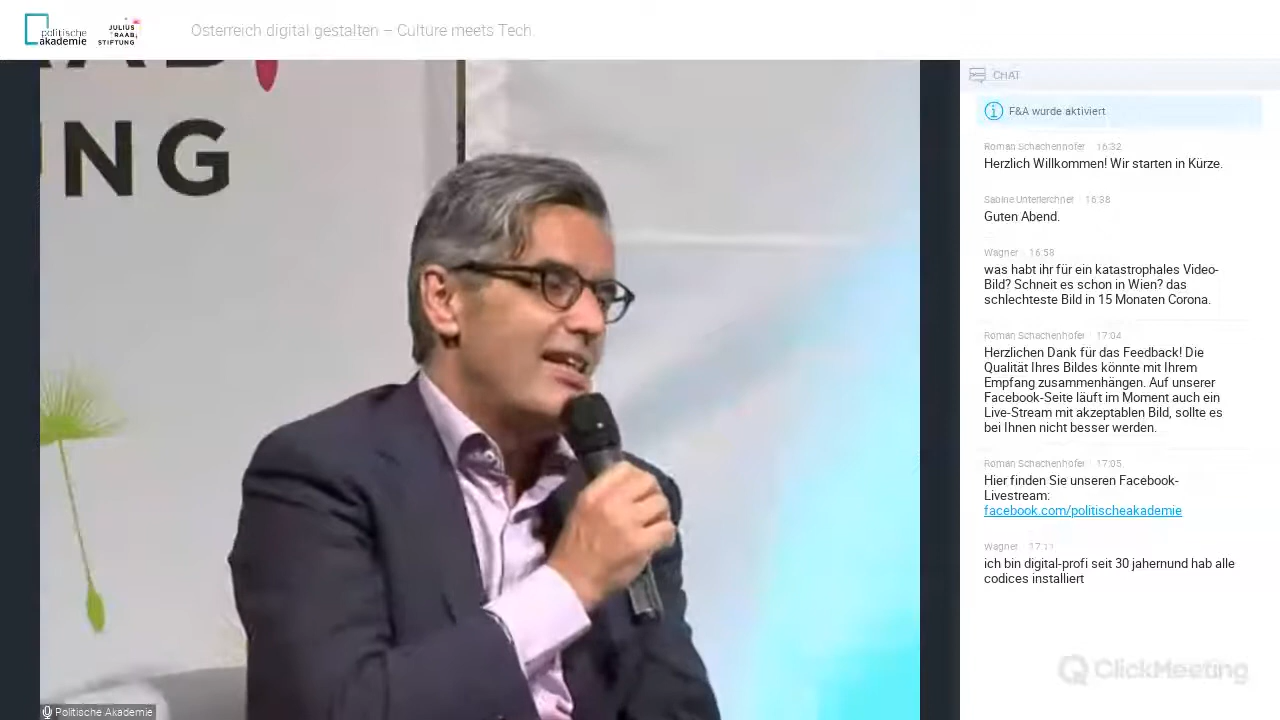 politische
akademie
JULIUS
RAAB
STIFTUNG
Österreich digital gestalten – Culture meets Tech
NG
Politische Akademie
CHAT
F&A wurde aktiviert
Roman Schachenhofer 16:32
Herzlich Willkommen! Wir starten in Kürze.
Sabine Unterlerchner 16:38
Guten Abend.
Wagner 16:58
was habt ihr für ein katastrophales Video-
Bild? Schneit es schon in Wien? das
schlechteste Bild in 15 Monaten Corona.
Roman Schachenhofer 17:04
Herzlichen Dank für das Feedback! Die
Qualität Ihres Bildes könnte mit Ihrem
Empfang zusammenhängen. Auf unserer
Facebook-Seite läuft im Moment auch ein
Live-Stream mit akzeptablen Bild, sollte es
bei Ihnen nicht besser werden.
Roman Schachenhofer 17:05
Hier finden Sie unseren Facebook-
Livestream:
facebook.com/politischeakademie
Wagner 17:11
ich bin digital-profi seit 30 jahernund hab alle
codices installiert
ClickMeeting